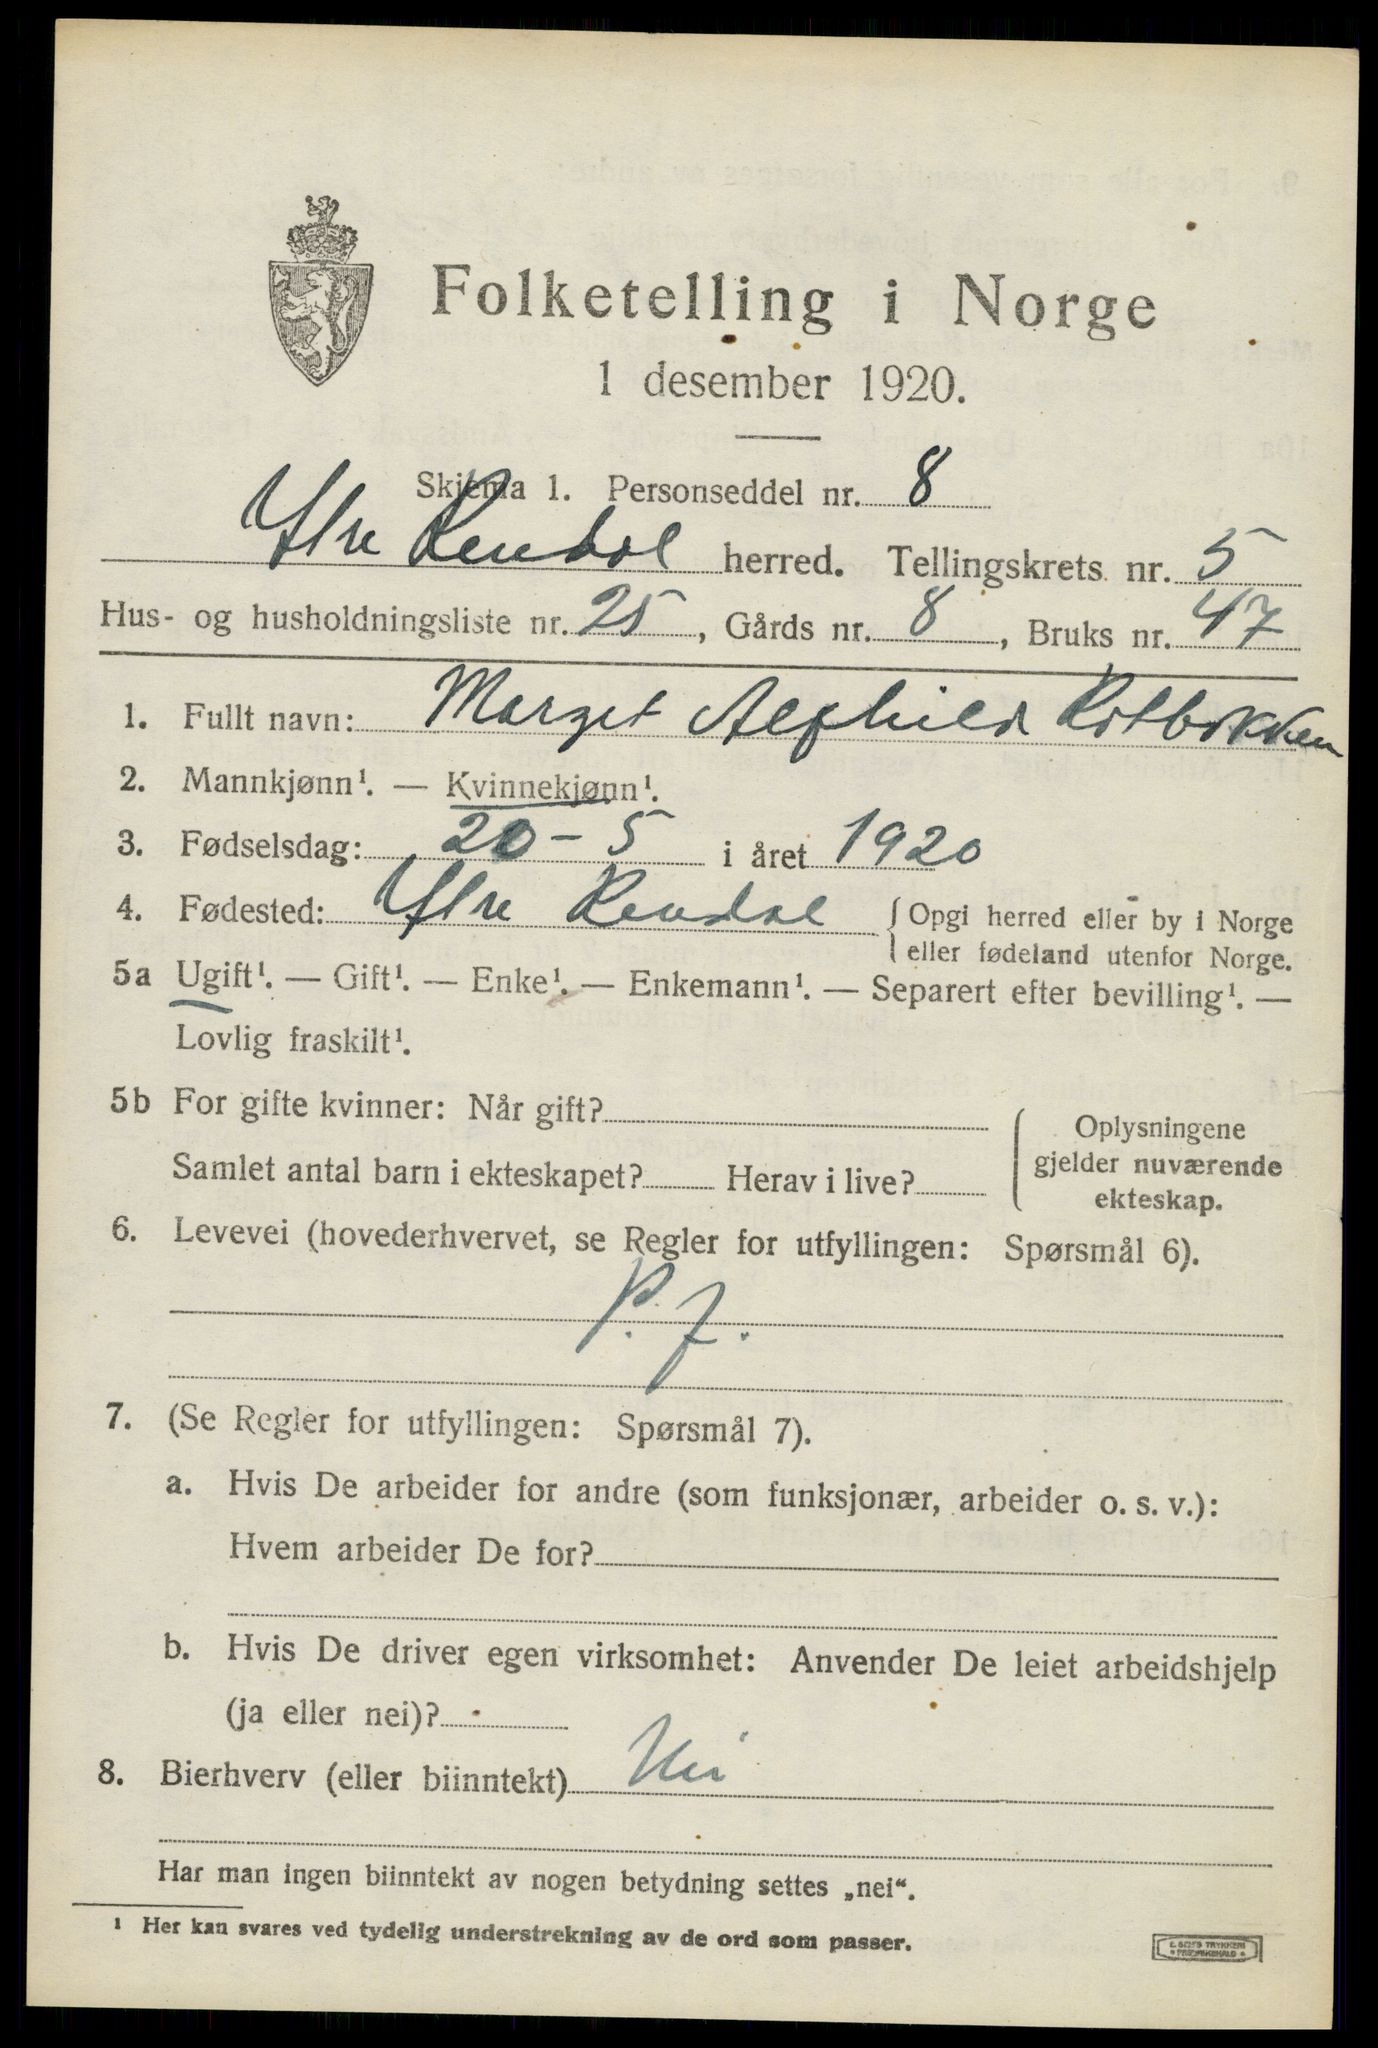 Folketelling i Norge
1 desember 1920.
Skjema 1. Personseddel nr. 8
Ytre Rendal herred. Tellingskrets nr. 5
Hus- og husholdningsliste nr. 25, Gårds nr. 8, Bruks nr. 47
1. Fullt navn: Marget Alfhild Rotbakken
2. Mannkjønn¹. — Kvinnekjønn¹.
3. Fødselsdag: 20 - 5 i året 1920
4. Fødested: Ytre Rendal { Opgi herred eller by i Norge
eller fødeland utenfor Norge.
5a Ugift¹. — Gift¹. — Enke¹. — Enkemann¹. — Separert efter bevilling¹. —
Lovlig fraskilt¹.
5b For gifte kvinner: Når gift?
Samlet antal barn i ekteskapet? Herav i live?
Oplysningene
gjelder nuværende
ekteskap.
6. Levevei (hovederhvervet, se Regler for utfyllingen: Spørsmål 6).
P. f.
7. (Se Regler for utfyllingen: Spørsmål 7).
a. Hvis De arbeider for andre (som funksjonær, arbeider o. s. v.):
Hvem arbeider De for?
b. Hvis De driver egen virksomhet: Anvender De leiet arbeidshjelp
(ja eller nei)?
8. Bierhverv (eller biinntekt) Nei
Har man ingen biinntekt av nogen betydning settes „nei“.
¹ Her kan svares ved tydelig understrekning av de ord som passer.